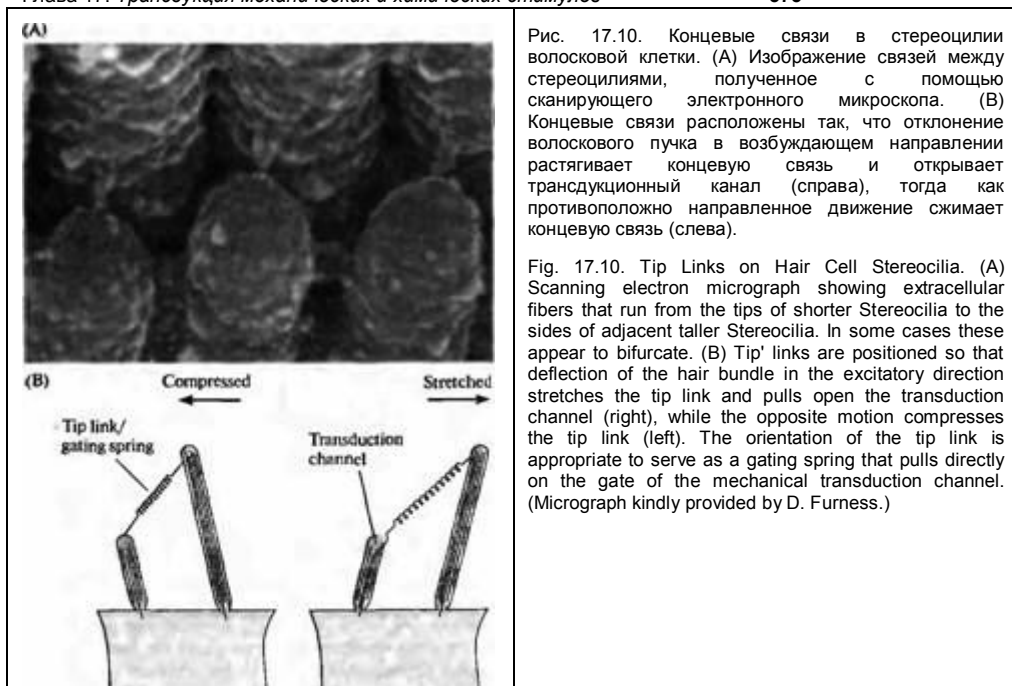 Глава 17. Трансдукция механических и химических стимулов
(A)
(B)
Compressed
Stretched
Tip link/
gating spring
Transduction
channel
Рис. 17.10. Концевые связи в стереоцилии
волосковой клетки. (А) Изображение связей между
стереоцилиями, полученное с помощью
сканирующего электронного микроскопа. (В)
Концевые связи расположены так, что отклонение
волоскового пучка в возбуждающем направлении
растягивает концевую связь и открывает
трансдукционный канал (справа), тогда как
противоположно направленное движение сжимает
концевую связь (слева).
Fig. 17.10. Tip Links on Hair Cell Stereocilia. (A)
Scanning electron micrograph showing extracellular
fibers that run from the tips of shorter Stereocilia to the
sides of adjacent taller Stereocilia. In some cases these
appear to bifurcate. (B) Tip' links are positioned so that
deflection of the hair bundle in the excitatory direction
stretches the tip link and pulls open the transduction
channel (right), while the opposite motion compresses
the tip link (left). The orientation of the tip link is
appropriate to serve as a gating spring that pulls directly
on the gate of the mechanical transduction channel.
(Micrograph kindly provided by D. Furness.)